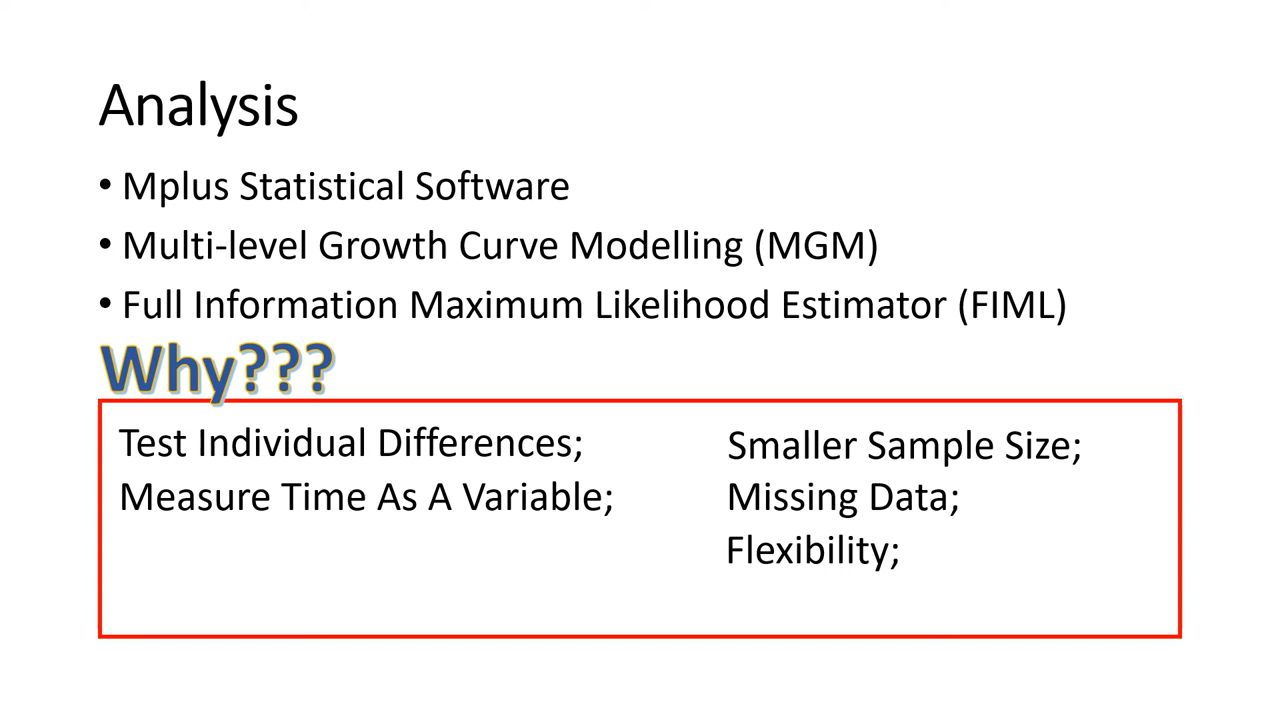 Analysis
• Mplus Statistical Software
• Multi-level Growth Curve Modelling (MGM)
• Full Information Maximum Likelihood Estimator (FIML)
Why???
Test Individual Differences;
Measure Time As A Variable;
Smaller Sample Size;
Missing Data;
Flexibility;